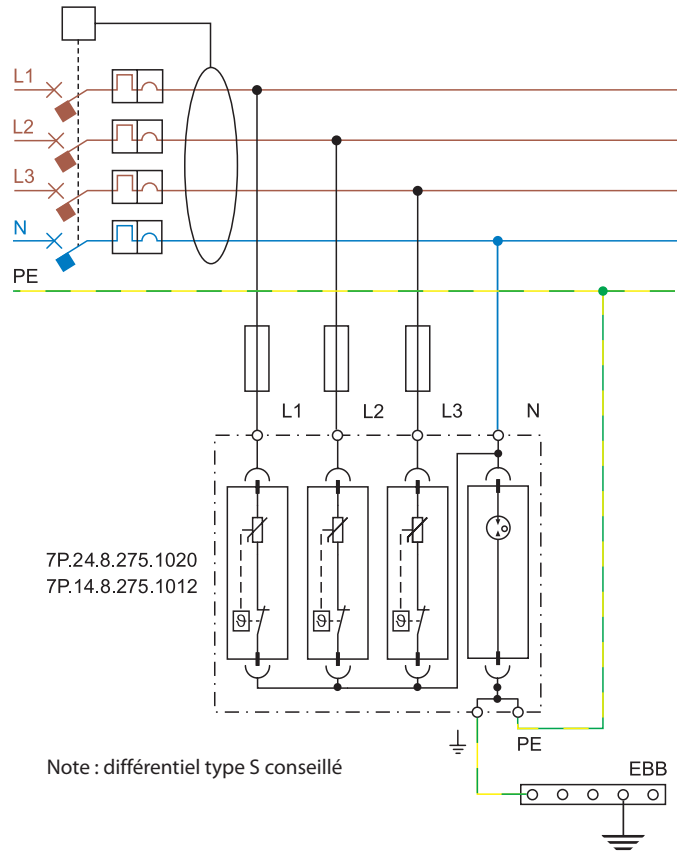 L1
L2
L3
N
PE
L1 L2 L3 N
7P.24.8.275.1020
7P.14.8.275.1012
ϑ ϑ ϑ
PE
Note : différentiel type S conseillé
EBB